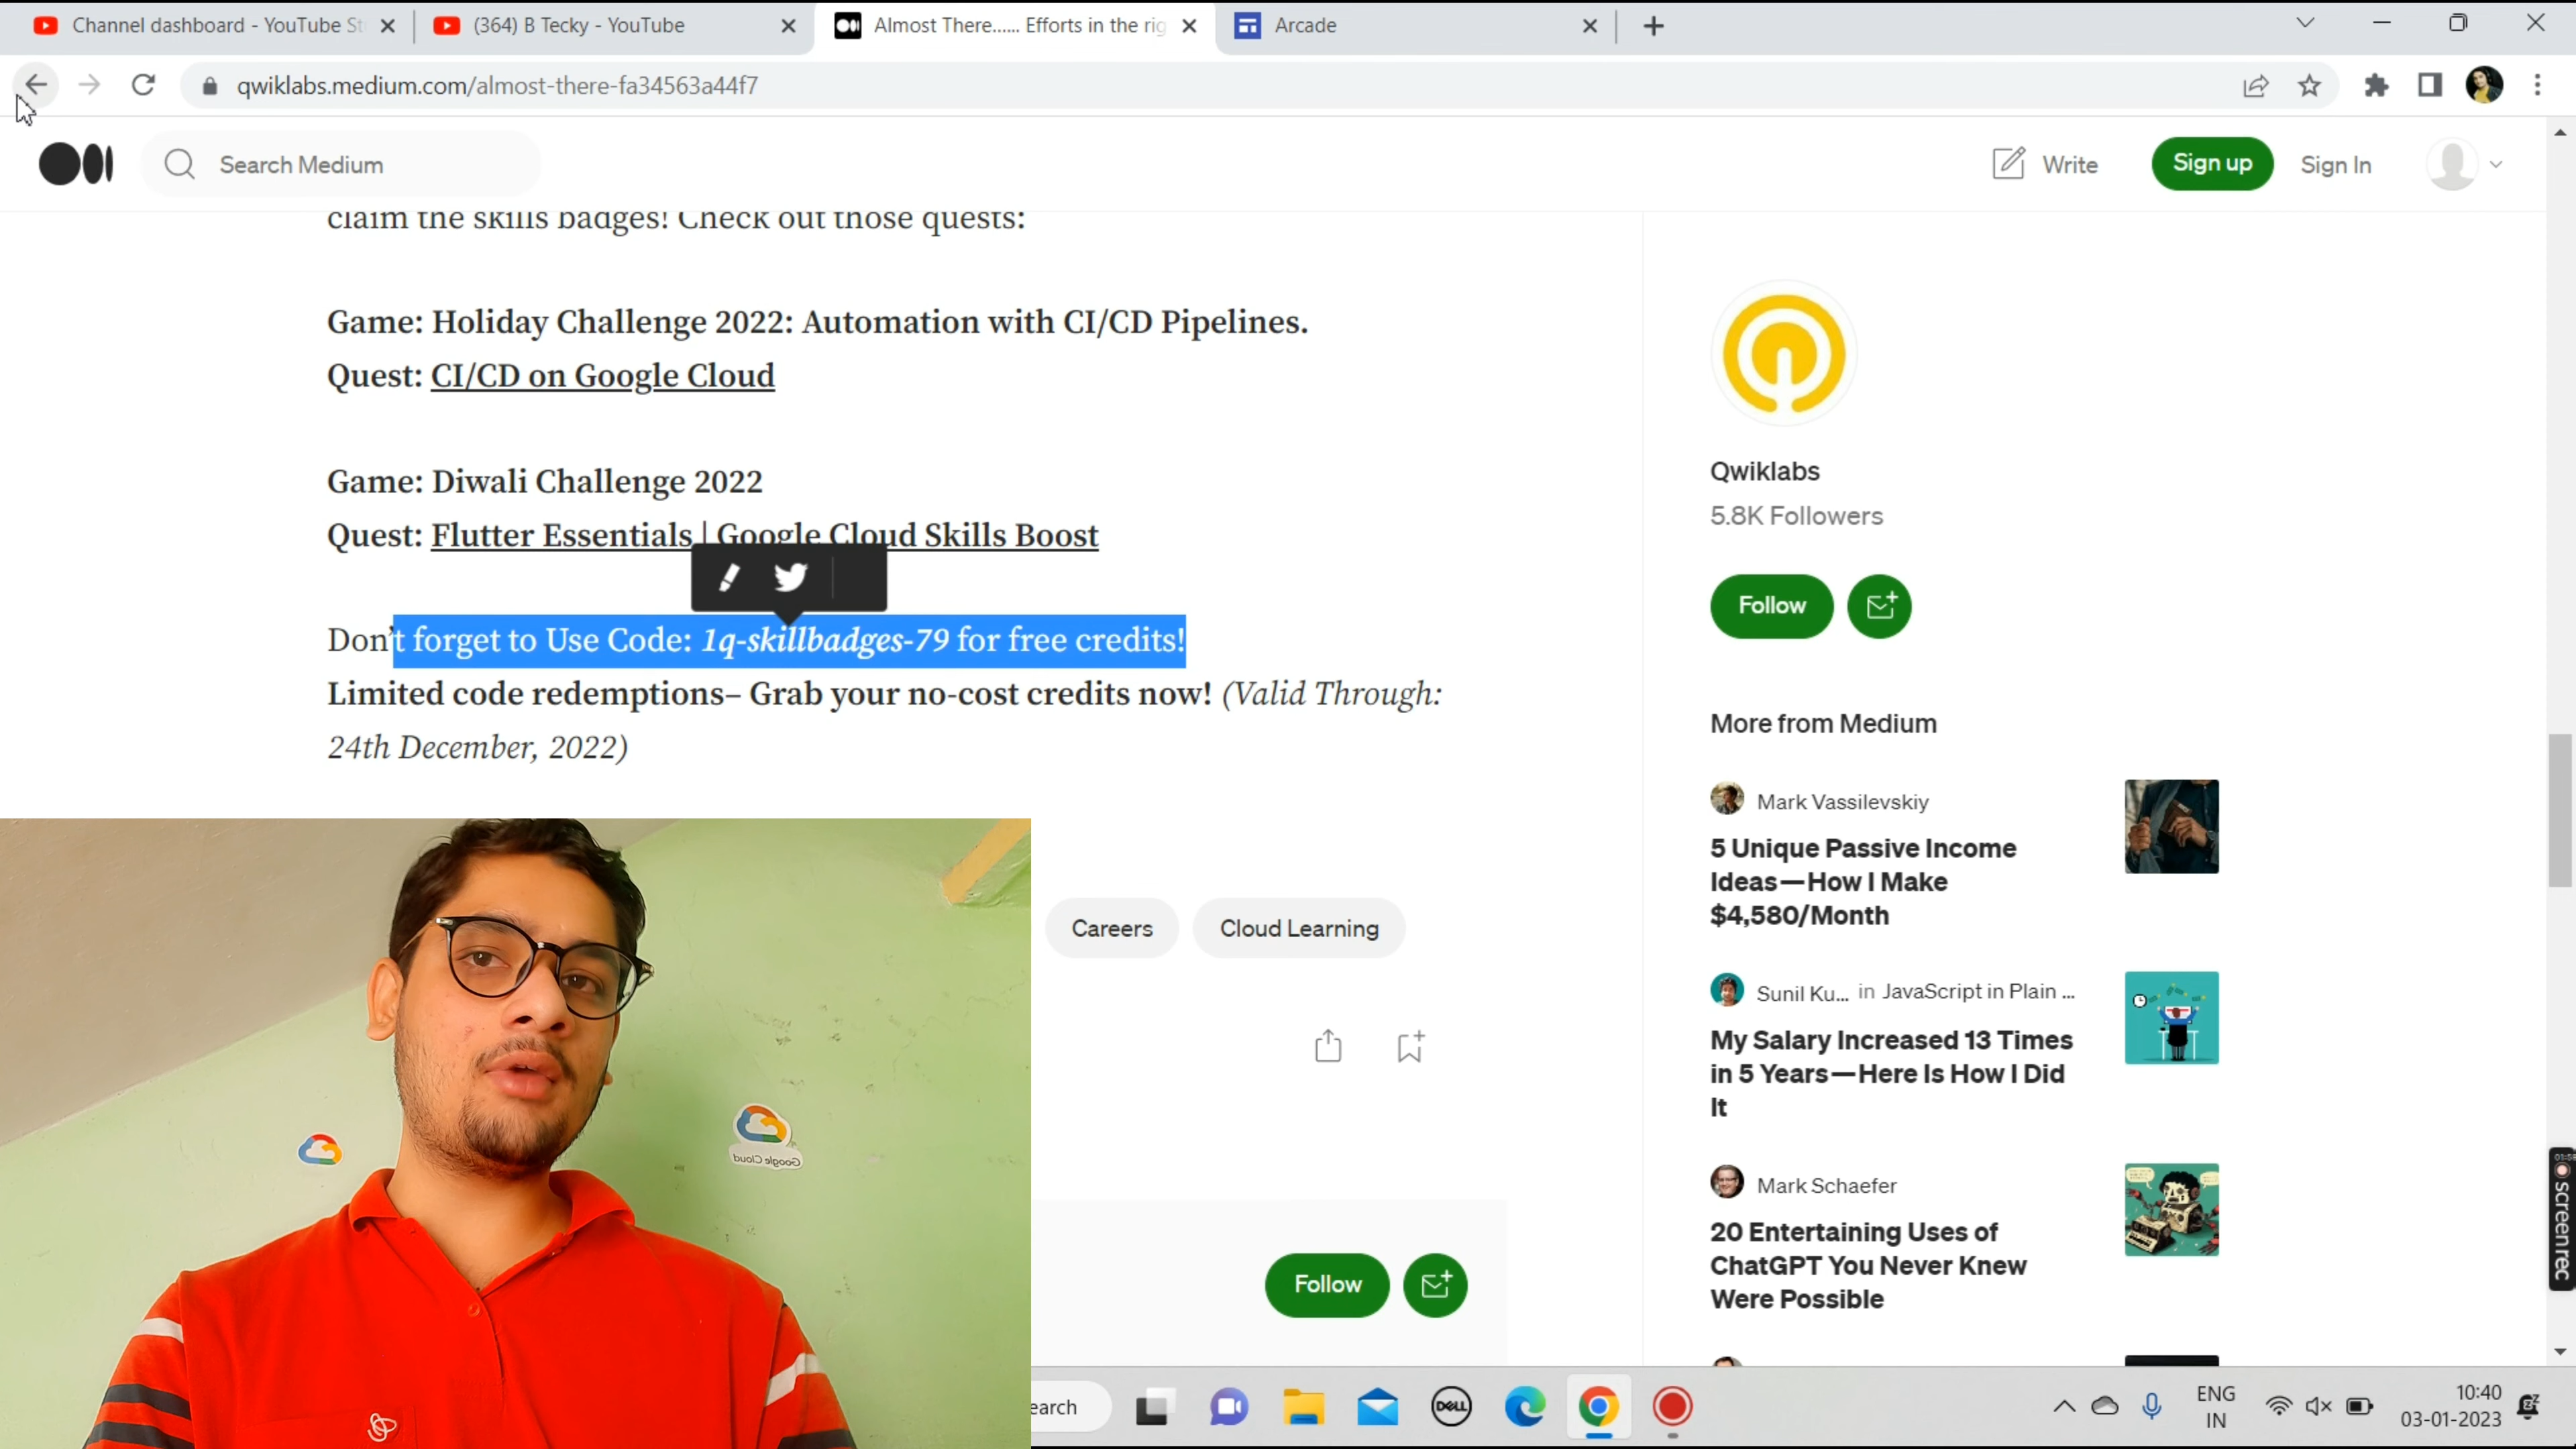 Channel dashboard - YouTube St
(364) B Tecky - YouTube
Almost There...... Efforts in the rig
Arcade
qwiklabs.medium.com/almost-there-fa34563a44f7
Search Medium
Write
Sign up
Sign In
claim the skills badges! Check out those quests:
Game: Holiday Challenge 2022: Automation with CI/CD Pipelines.
Quest: CI/CD on Google Cloud
Game: Diwali Challenge 2022
Quest: Flutter Essentials | Google Cloud Skills Boost
Don't forget to Use Code: 1q-skillbadges-79 for free credits!
Limited code redemptions– Grab your no-cost credits now! (Valid Through:
24th December, 2022)
Careers
Cloud Learning
Follow
Qwiklabs
5.8K Followers
Follow
More from Medium
Mark Vassilevskiy
5 Unique Passive Income
Ideas — How I Make
$4,580/Month
Sunil Ku... in JavaScript in Plain ...
My Salary Increased 13 Times
in 5 Years — Here Is How I Did
It
Mark Schaefer
20 Entertaining Uses of
ChatGPT You Never Knew
Were Possible
Google Cloud
screenrec
earch
DELL
ENG
IN
10:40
03-01-2023